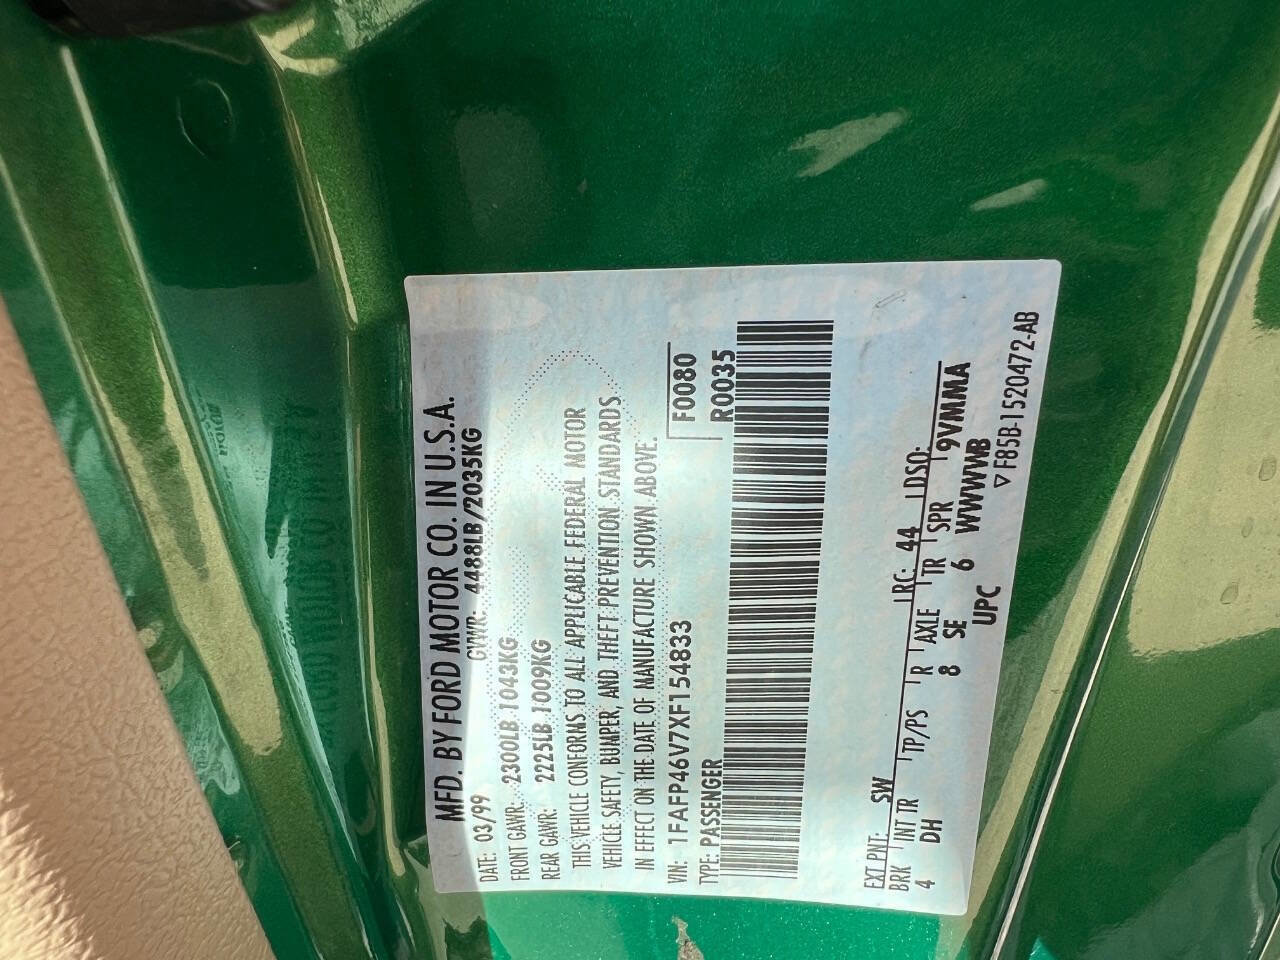 MFD. BY FORD MOTOR CO. IN U.S.A.
DATE: 03/99 GVWR: 4488LB/2035KG
FRONT GAWR: 2300LB 1043KG
REAR GAWR: 2225LB 1009KG
THIS VEHICLE CONFORMS TO ALL APPLICABLE FEDERAL MOTOR
VEHICLE SAFETY, BUMPER, AND THEFT PREVENTION STANDARDS
IN EFFECT ON THE DATE OF MANUFACTURE SHOWN ABOVE.
VIN: 1FAFP46V7XF154833 F0080
TYPE: PASSENGER R0035
EXT PNT: SW RC: 44 DSO:
BRK INT TR TP/PS R AXLE TR SPR 9VMMA
4 DH 8 SE 6 WWWWB
UPC
▽ F85B-1520472-AB